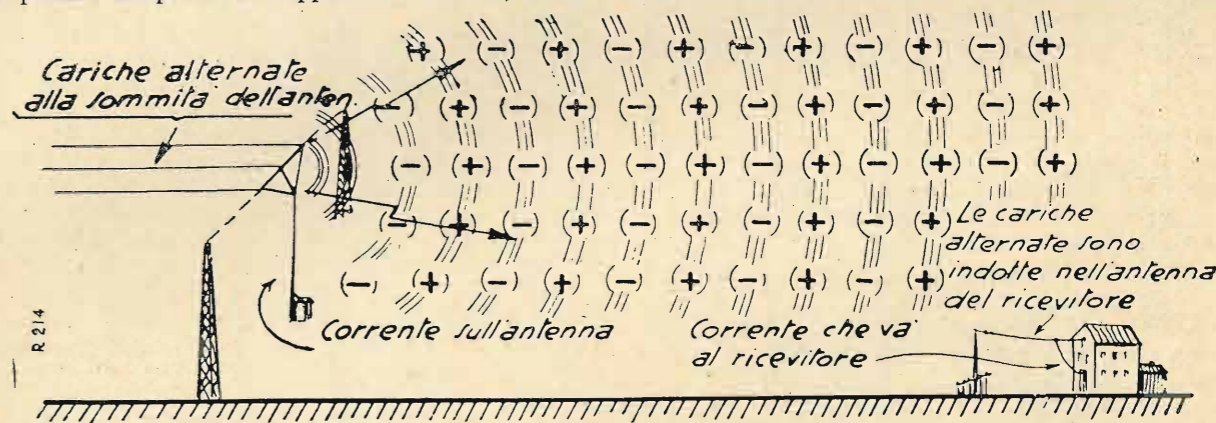 Cariche alternate
alla sommità dell'anten.
Le cariche
alternate sono
indotte nell'antenna
del ricevitore
Corrente sull'antenna
Corrente che va
al ricevitore
R 214